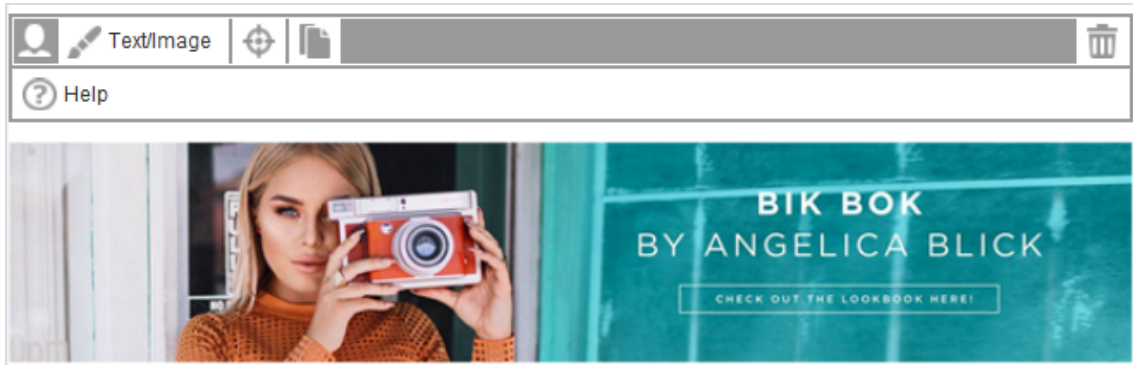 Text/Image
Help
BIK BOK
BY ANGELICA BLICK
CHECK OUT THE LOOKBOOK HERE!